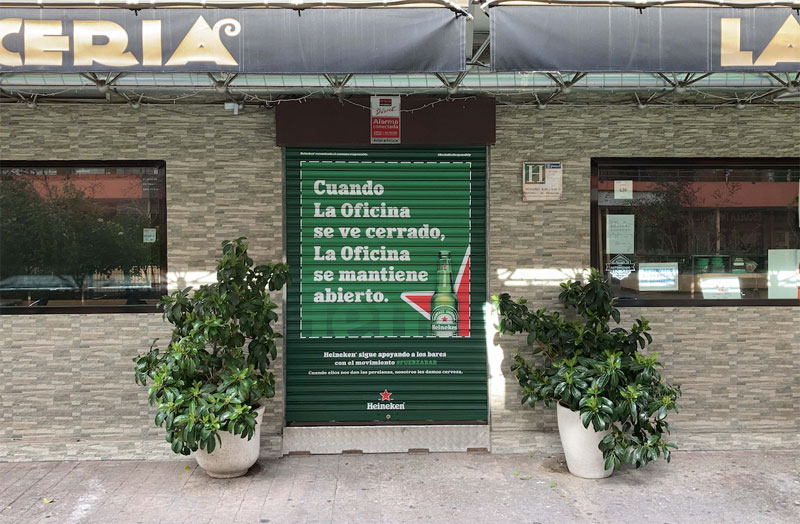 CERIA
LA
Alarma
conectada
H
Cuando
La Oficina
se ve cerrado,
La Oficina
se mantiene
abierto.
Heineken
Heineken® sigue apoyando a los bares
con el movimiento #FUERZABAR
Cuando ellos nos dan las persianas, nosotros les damos cerveza.
Heineken®